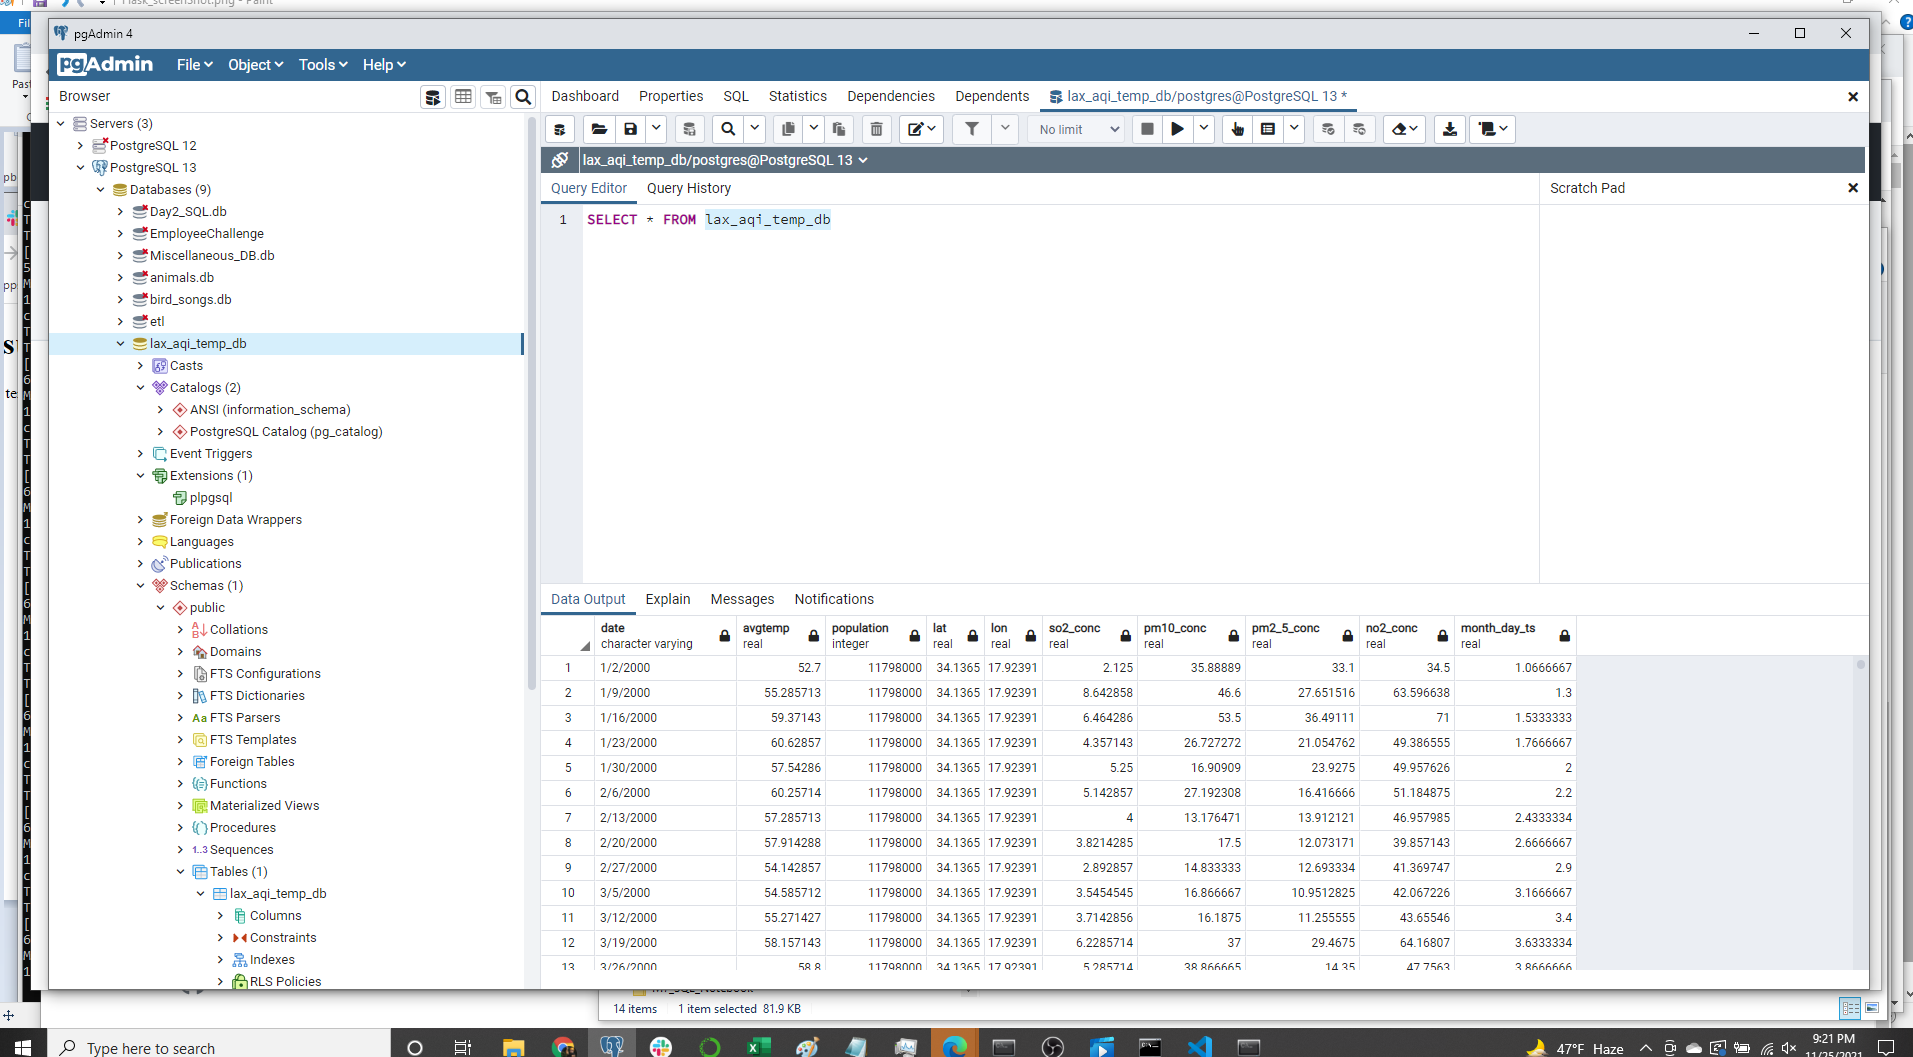 pgAdmin 4
pgAdmin File Object Tools Help
Browser
Dashboard Properties SQL Statistics Dependencies Dependents lax_aqi_temp_db/postgres@PostgreSQL 13 *
Servers (3)
PostgreSQL 12
PostgreSQL 13
Databases (9)
Day2_SQL.db
EmployeeChallenge
Miscellaneous_DB.db
animals.db
bird_songs.db
etl
lax_aqi_temp_db
Casts
Catalogs (2)
ANSI (information_schema)
PostgreSQL Catalog (pg_catalog)
Event Triggers
Extensions (1)
plpgsql
Foreign Data Wrappers
Languages
Publications
Schemas (1)
public
Collations
Domains
FTS Configurations
FTS Dictionaries
Aa FTS Parsers
FTS Templates
Foreign Tables
Functions
Materialized Views
Procedures
1..3 Sequences
Tables (1)
lax_aqi_temp_db
Columns
Constraints
Indexes
RLS Policies
No limit
lax_aqi_temp_db/postgres@PostgreSQL 13
Query Editor Query History
Scratch Pad
1 SELECT * FROM lax_aqi_temp_db
Data Output Explain Messages Notifications
date avgtemp population lat lon so2_conc pm10_conc pm2_5_conc no2_conc month_day_ts
character varying real integer real real real real real real real
1 1/2/2000 52.7 11798000 34.1365 17.92391 2.125 35.88889 33.1 34.5 1.0666667
2 1/9/2000 55.285713 11798000 34.1365 17.92391 8.642858 46.6 27.651516 63.596638 1.3
3 1/16/2000 59.37143 11798000 34.1365 17.92391 6.464286 53.5 36.49111 71 1.5333333
4 1/23/2000 60.62857 11798000 34.1365 17.92391 4.357143 26.727272 21.054762 49.386555 1.7666667
5 1/30/2000 57.54286 11798000 34.1365 17.92391 5.25 16.90909 23.9275 49.957626 2
6 2/6/2000 60.25714 11798000 34.1365 17.92391 5.142857 27.192308 16.416666 51.184875 2.2
7 2/13/2000 57.285713 11798000 34.1365 17.92391 4 13.176471 13.912121 46.957985 2.4333334
8 2/20/2000 57.914288 11798000 34.1365 17.92391 3.8214285 17.5 12.073171 39.857143 2.6666667
9 2/27/2000 54.142857 11798000 34.1365 17.92391 2.892857 14.833333 12.693334 41.369747 2.9
10 3/5/2000 54.585712 11798000 34.1365 17.92391 3.5454545 16.866667 10.9512825 42.067226 3.1666667
11 3/12/2000 55.271427 11798000 34.1365 17.92391 3.7142856 16.1875 11.255555 43.65546 3.4
12 3/19/2000 58.157143 11798000 34.1365 17.92391 6.2285714 37 29.4675 64.16807 3.6333334
13 3/26/2000 58.8 11798000 34.1365 17.92391 5.285714 38.866665 14.35 47.7563 3.8666666
14 items 1 item selected 81.9 KB
Type here to search
47°F Haze
9:21 PM
11/25/2021